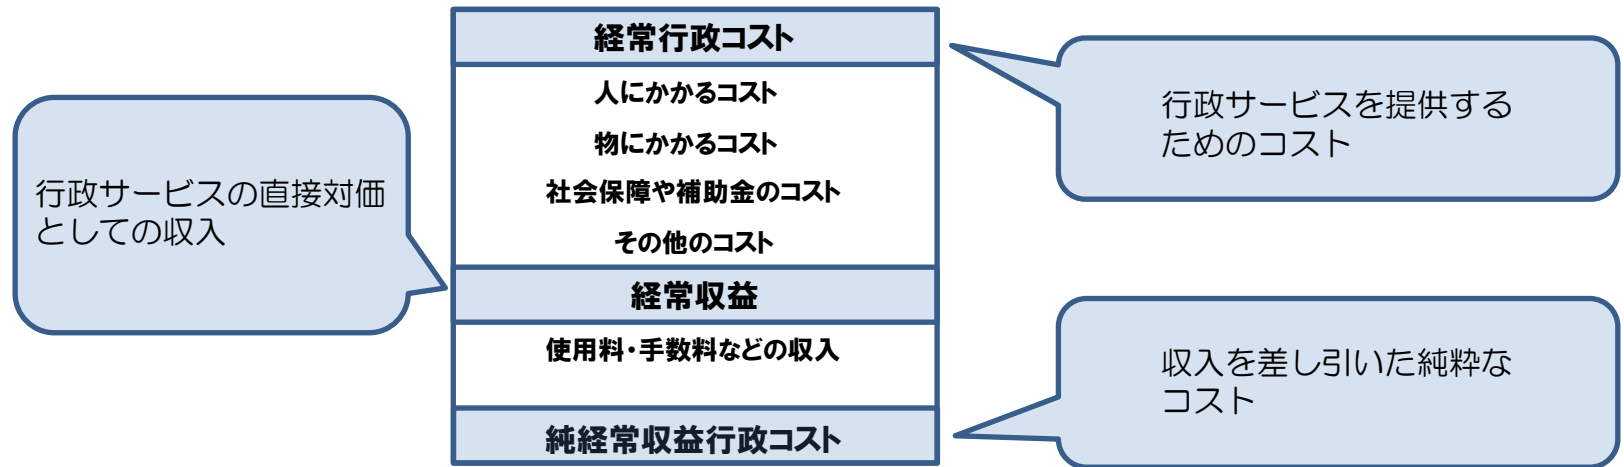 経常行政コスト
人にかかるコスト
物にかかるコスト
社会保障や補助金のコスト
その他のコスト
経常収益
使用料・手数料などの収入
純経常収益行政コスト
行政サービスの直接対価
としての収入
行政サービスを提供する
ためのコスト
収入を差し引いた純粋な
コスト